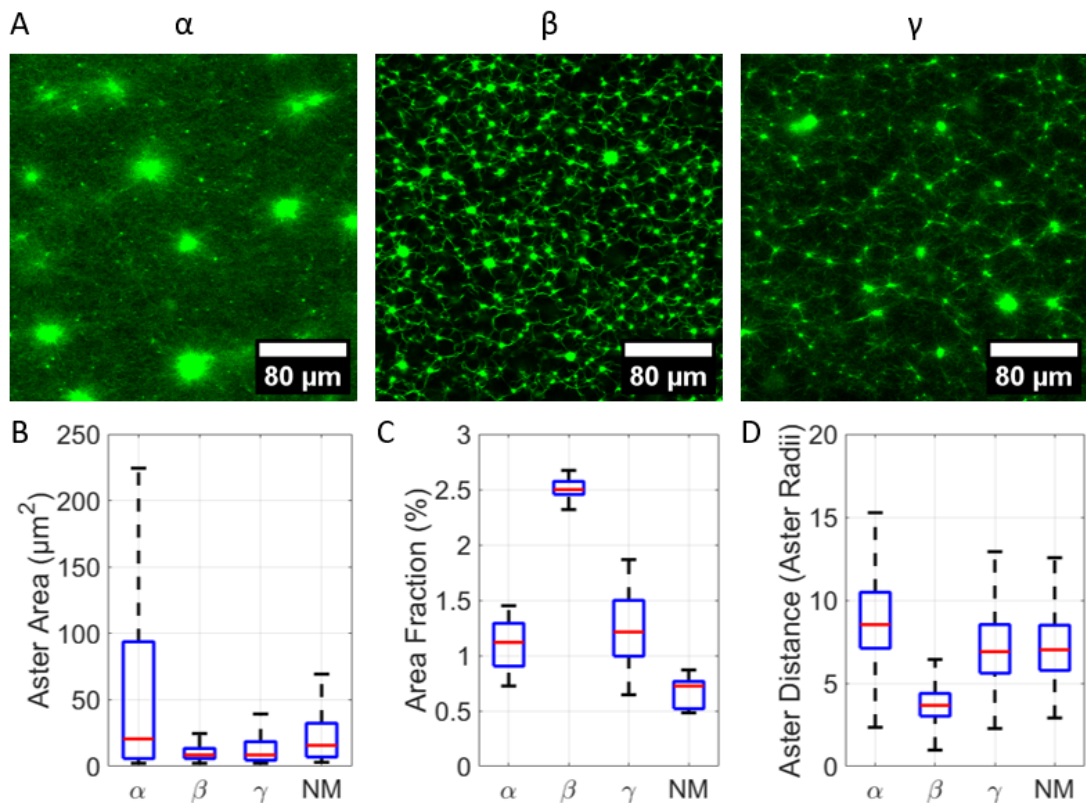 A α β γ
80 µm 80 µm 80 µm
B C D
Aster Area (µm²)
250
200
150
100
50
0
α β γ NM
Area Fraction (%)
3
2.5
2
1.5
1
0.5
0
α β γ NM
Aster Distance (Aster Radii)
20
15
10
5
0
α β γ NM